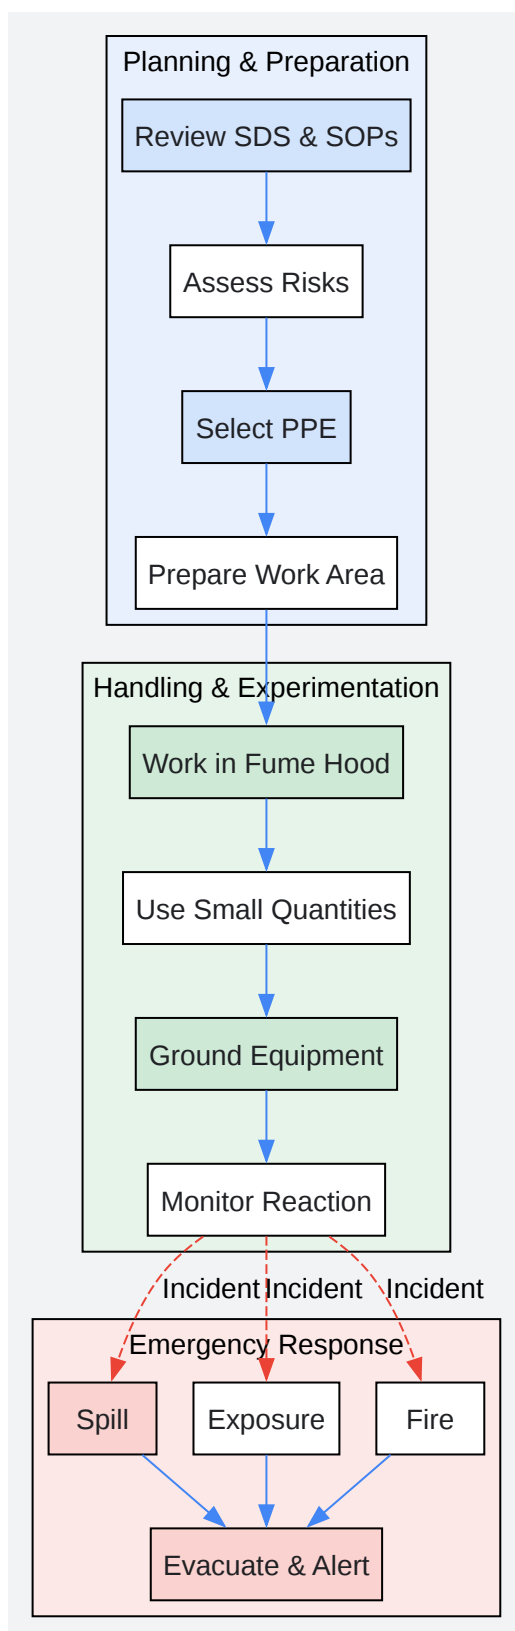 Planning & Preparation
Review SDS & SOPs
Assess Risks
Select PPE
Prepare Work Area
Handling & Experimentation
Work in Fume Hood
Use Small Quantities
Ground Equipment
Monitor Reaction
Incident Incident Incident
Emergency Response
Spill Exposure Fire
Evacuate & Alert